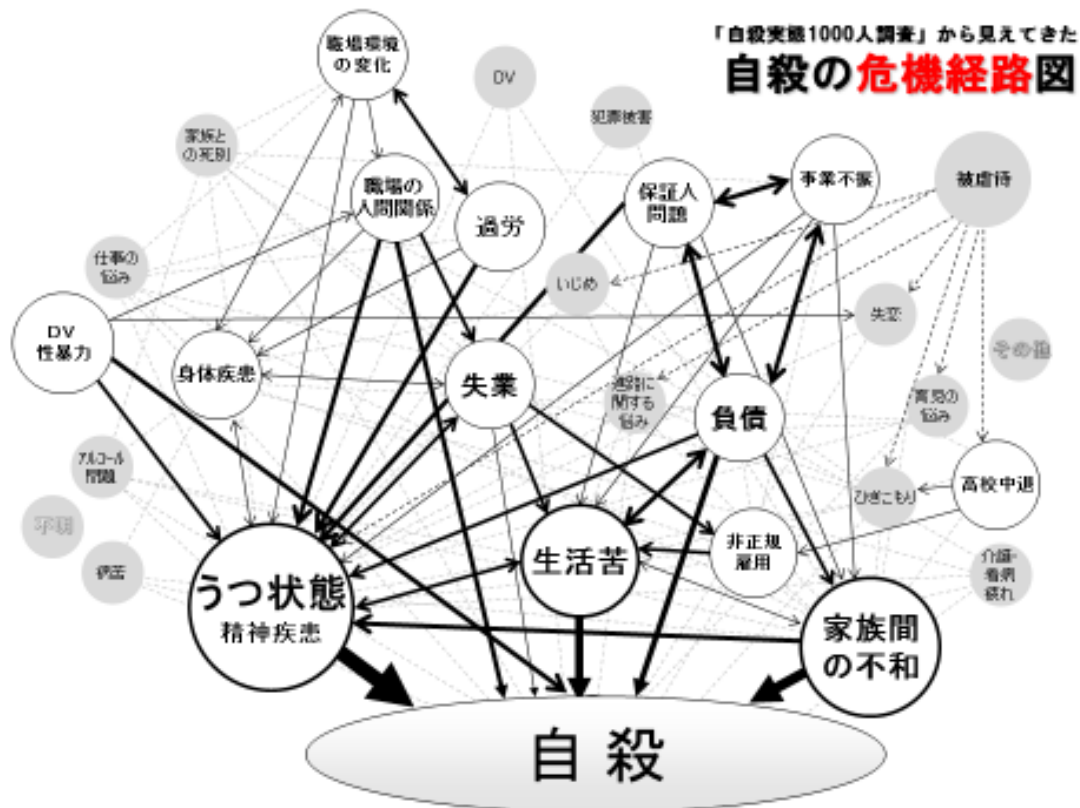 「自殺実態1000人調査」から見えてきた
自殺の危機経路図
職場環境
の変化
DV
犯罪被害
家族と
の死別
職場の
人間関係
過労
保証人
問題
事業不振
被虐待
仕事の
悩み
いじめ
失恋
DV
性暴力
身体疾患
失業
進路に
関する
悩み
負債
その他
育児の
悩み
アルコール
問題
ひきこもり
高校中退
不明
病苦
うつ状態
精神疾患
生活苦
非正規
雇用
介護・
看病
疲れ
家族間
の不和
自殺